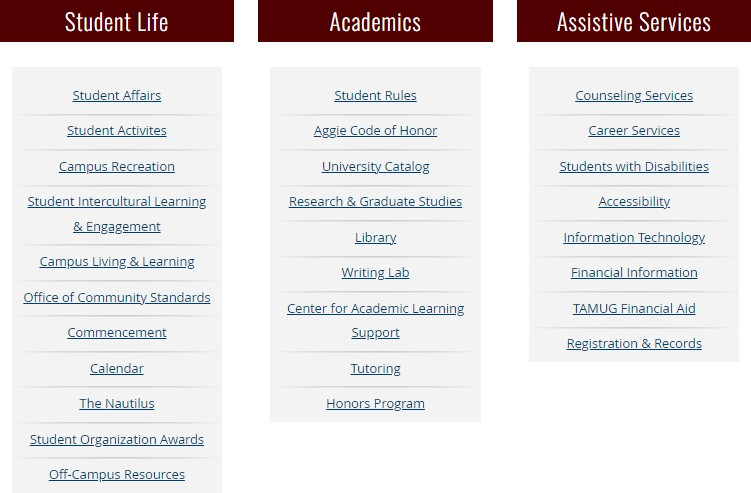 Student Life
Student Affairs
Student Activites
Campus Recreation
Student Intercultural Learning
& Engagement
Campus Living & Learning
Office of Community Standards
Commencement
Calendar
The Nautilus
Student Organization Awards
Off-Campus Resources
Academics
Student Rules
Aggie Code of Honor
University Catalog
Research & Graduate Studies
Library
Writing Lab
Center for Academic Learning
Support
Tutoring
Honors Program
Assistive Services
Counseling Services
Career Services
Students with Disabilities
Accessibility
Information Technology
Financial Information
TAMUG Financial Aid
Registration & Records